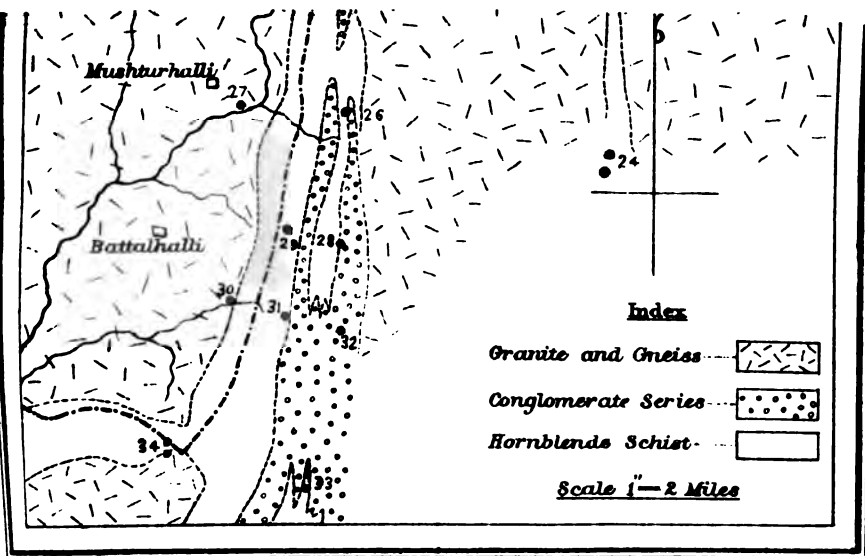 Mushturhalli
27
26
24
Battalhalli
29
28
30
31
32
34
33
Index
Granite and Gneiss
Conglomerate Series
Hornblends Schist
Scale 1"— 2 Miles